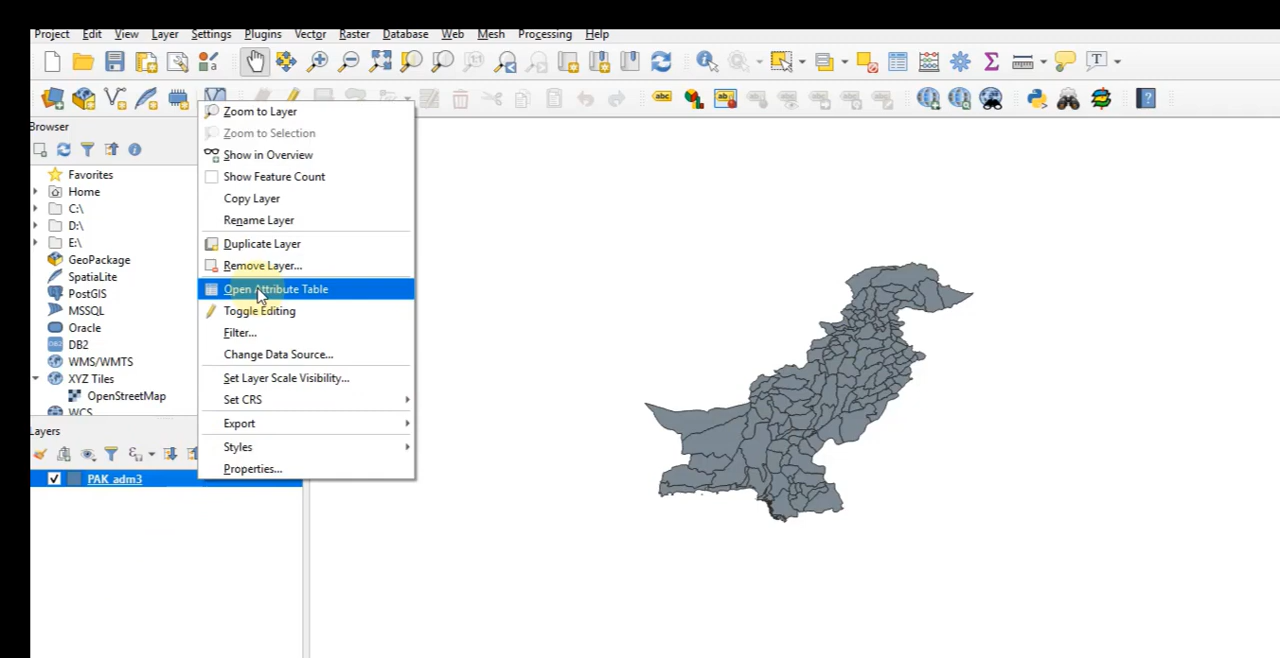 Project Edit View Layer Settings Plugins Vector Raster Database Web Mesh Processing Help
Browser
Favorites
Home
C:\
D:\
E:\
GeoPackage
SpatiaLite
PostGIS
MSSQL
Oracle
DB2
WMS/WMTS
XYZ Tiles
OpenStreetMap
WCS
Layers
PAK_adm3
Zoom to Layer
Zoom to Selection
Show in Overview
Show Feature Count
Copy Layer
Rename Layer
Duplicate Layer
Remove Layer...
Open Attribute Table
Toggle Editing
Filter...
Change Data Source...
Set Layer Scale Visibility...
Set CRS
Export
Styles
Properties...